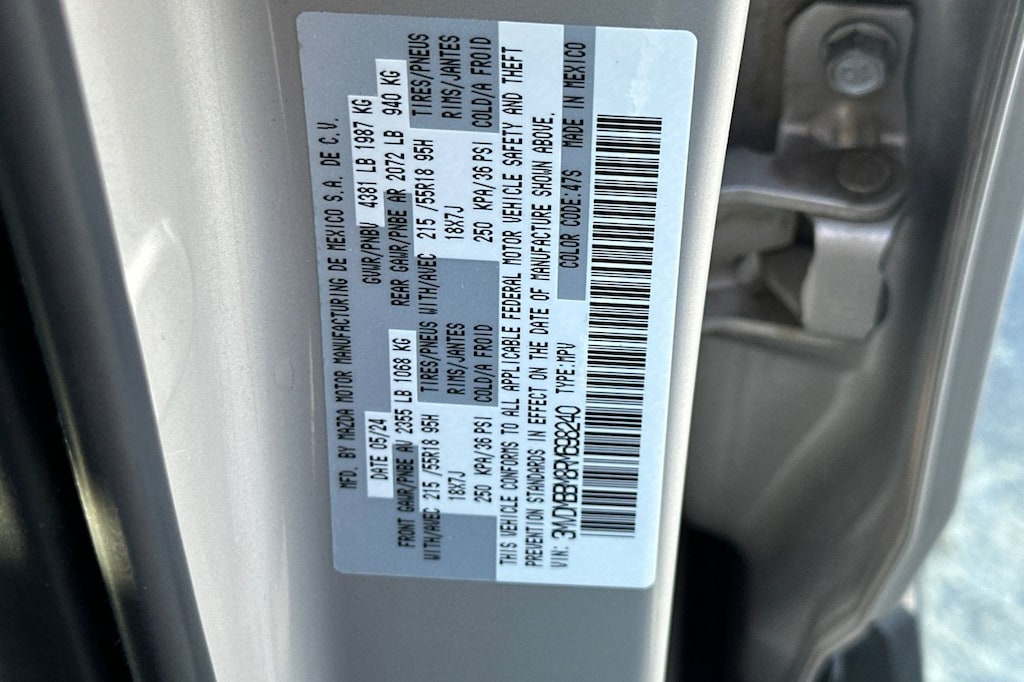 MFD. BY MAZDA MOTOR MANUFACTURING DE MEXICO S.A. DE C.V.
DATE 05/24 GVWR/PNBV 4381 LB 1987 KG
FRONT GAWR/PNBE AV 2355 LB 1068 KG REAR GAWR/PNBE AR 2072 LB 940 KG
WITH/AVEC 215 /55R18 95H TIRES/PNEUS WITH/AVEC 215 /55R18 95H TIRES/PNEUS
18X7J RIMS/JANTES 18X7J RIMS/JANTES
250 KPA/36 PSI COLD/A FROID 250 KPA/36 PSI COLD/A FROID
THIS VEHICLE CONFORMS TO ALL APPLICABLE FEDERAL MOTOR VEHICLE SAFETY AND THEFT
PREVENTION STANDARDS IN EFFECT ON THE DATE OF MANUFACTURE SHOWN ABOVE.
VIN: 3MVDMBBM8RM698240 TYPE:MPV COLOR CODE:47S MADE IN MEXICO